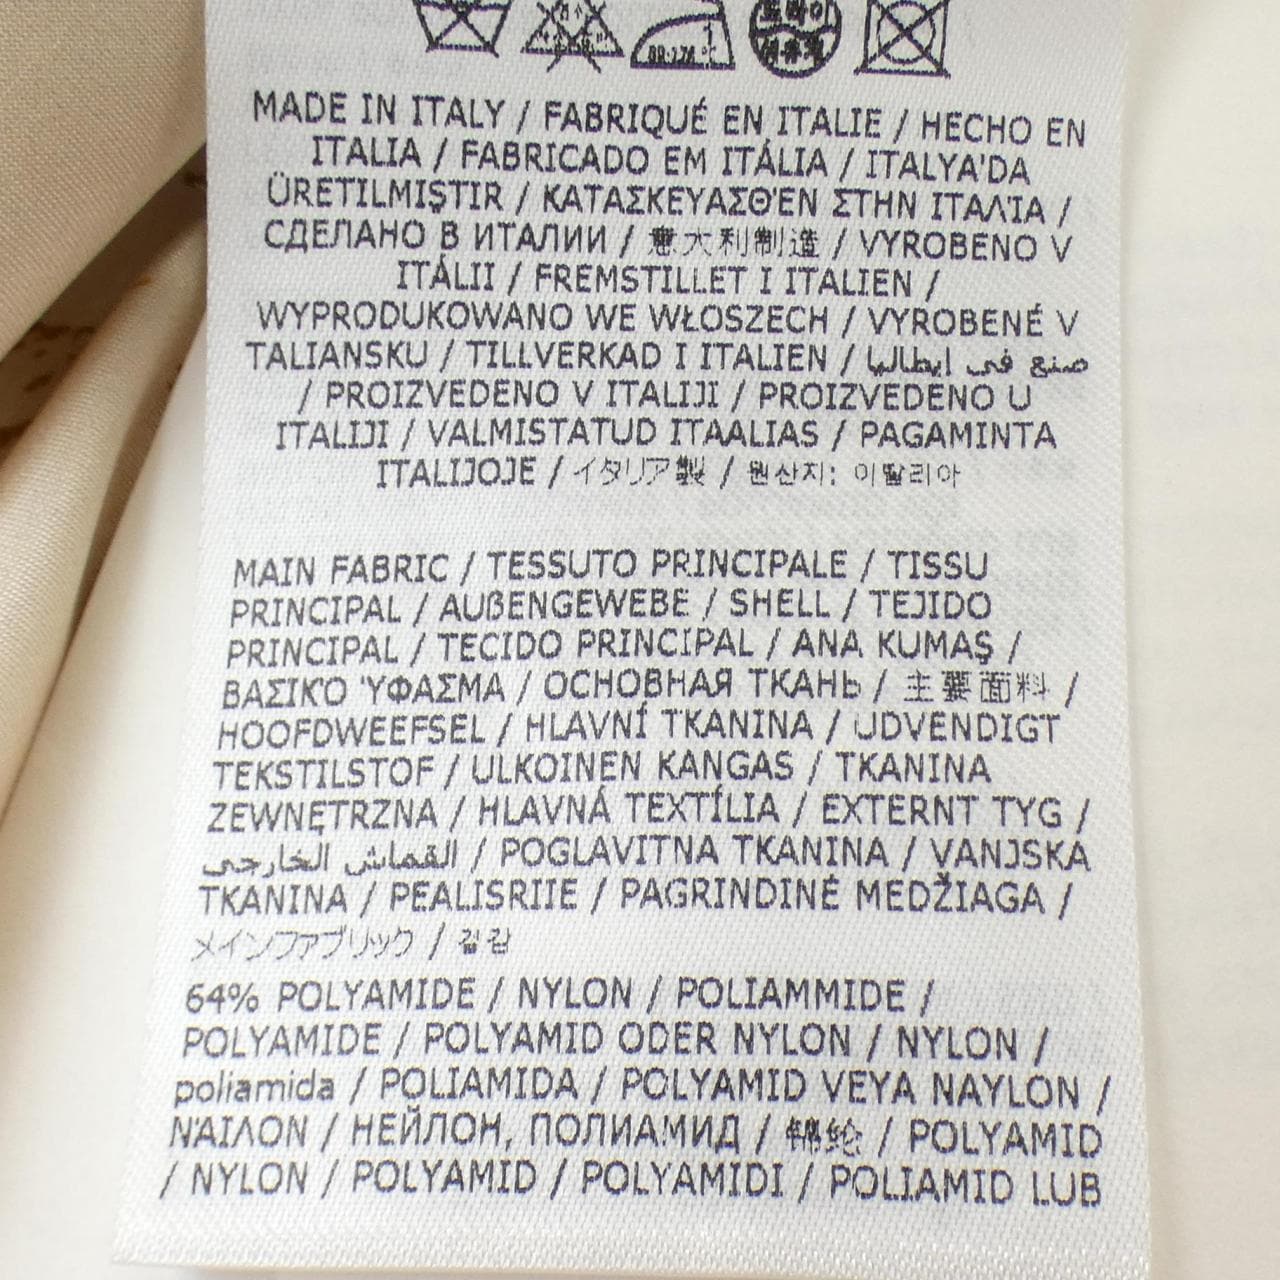 MADE IN ITALY / FABRIQUÉ EN ITALIE / HECHO EN
ITALIA / FABRICADO EM ITÁLIA / ITALYA'DA
ÜRETILMIŞTIR / ΚΑΤΑΣΚΕΥΑΣΘ'ΕΝ ΣΤΗΝ ΙΤΑΛ'ΙΑ /
СДЕЛАНО В ИТАЛИИ / 意大利制造 / VYROBENO V
ITÁLII / FREMSTILLET I ITALIEN /
WYPRODUKOWANO WE WŁOSZECH / VYROBENÉ V
TALIANSKU / TILLVERKAD I ITALIEN / صنع في إيطاليا
/ PROIZVEDENO V ITALIJI / PROIZVEDENO U
ITALIJI / VALMISTATUD ITAALIAS / PAGAMINTA
ITALIJOJE / イタリア製 / 원산지: 이탈리아
MAIN FABRIC / TESSUTO PRINCIPALE / TISSU
PRINCIPAL / AUßENGEWEBE / SHELL / TEJIDO
PRINCIPAL / TECIDO PRINCIPAL / ANA KUMAŞ /
ΒΑΣΙΚ'Ο 'ΥΦΑΣΜΑ / ОСНОВНАЯ ТКАНЬ / 主要面料 /
HOOFDWEEFSEL / HLAVNÍ TKANINA / UDVENDIGT
TEKSTILSTOF / ULKOINEN KANGAS / TKANINA
ZEWNĘTRZNA / HLAVNÁ TEXTÍLIA / EXTERNT TYG /
القماش الخارجي / POGLAVITNA TKANINA / VANJSKA
TKANINA / PEALISRIIE / PAGRINDINĖ MEDŽIAGA /
メインファブリック / 겉감
64% POLYAMIDE / NYLON / POLIAMMIDE /
POLYAMIDE / POLYAMID ODER NYLON / NYLON /
poliamida / POLIAMIDA / POLYAMID VEYA NAYLON /
Ν'ΑΙΛΟΝ / НЕЙЛОН, ПОЛИАМИД / 锦纶 / POLYAMID
/ NYLON / POLYAMID / POLYAMIDI / POLIAMID LUB